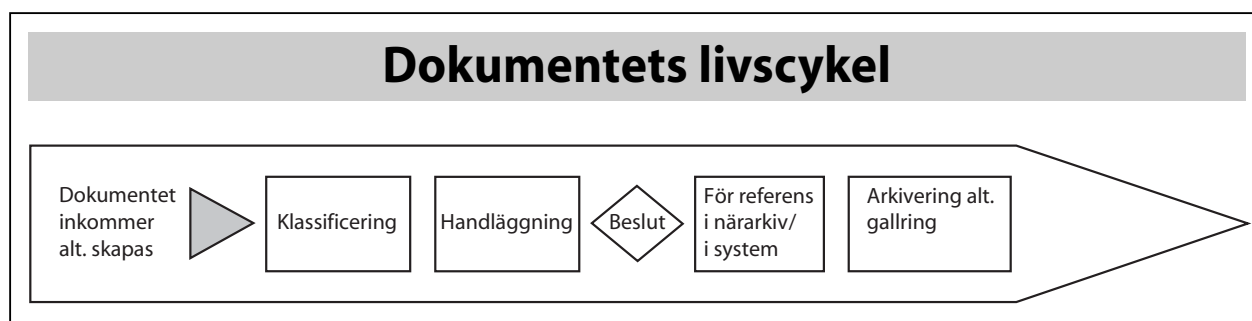 Dokumentets livscykel
Dokumentet
inkommer
alt. skapas
Klassificering
Handläggning
Beslut
För referens
i närarkiv/
i system
Arkivering alt.
gallring